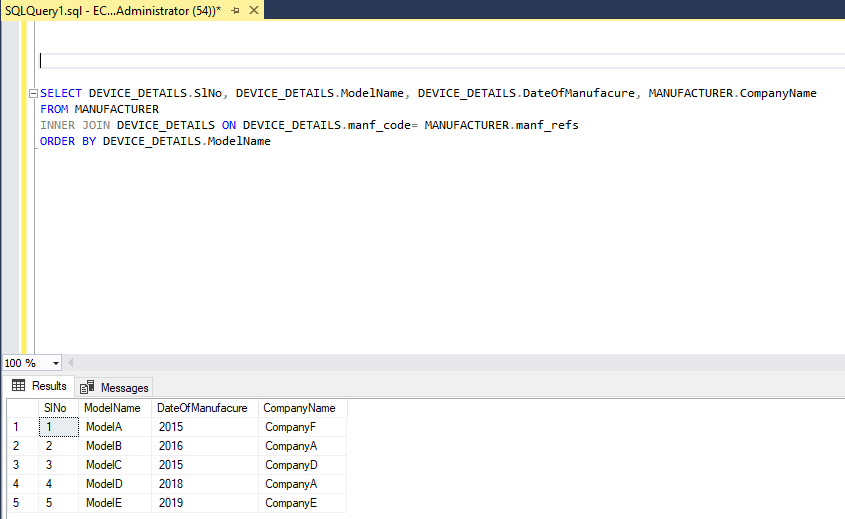 SQLQuery1.sql - EC...Administrator (54))*
SELECT DEVICE_DETAILS.SlNo, DEVICE_DETAILS.ModelName, DEVICE_DETAILS.DateOfManufacure, MANUFACTURER.CompanyName
FROM MANUFACTURER
INNER JOIN DEVICE_DETAILS ON DEVICE_DETAILS.manf_code= MANUFACTURER.manf_refs
ORDER BY DEVICE_DETAILS.ModelName
100 %
Results Messages
SlNo ModelName DateOfManufacure CompanyName
1 1 ModelA 2015 CompanyF
2 2 ModelB 2016 CompanyA
3 3 ModelC 2015 CompanyD
4 4 ModelD 2018 CompanyA
5 5 ModelE 2019 CompanyE